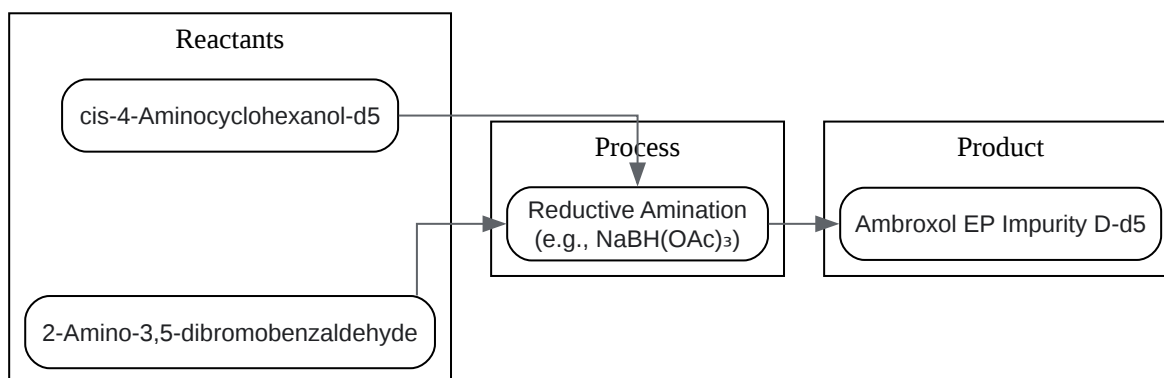 Reactants
cis-4-Aminocyclohexanol-d5
2-Amino-3,5-dibromobenzaldehyde
Process
Reductive Amination
(e.g., NaBH(OAc)₃)
Product
Ambroxol EP Impurity D-d5